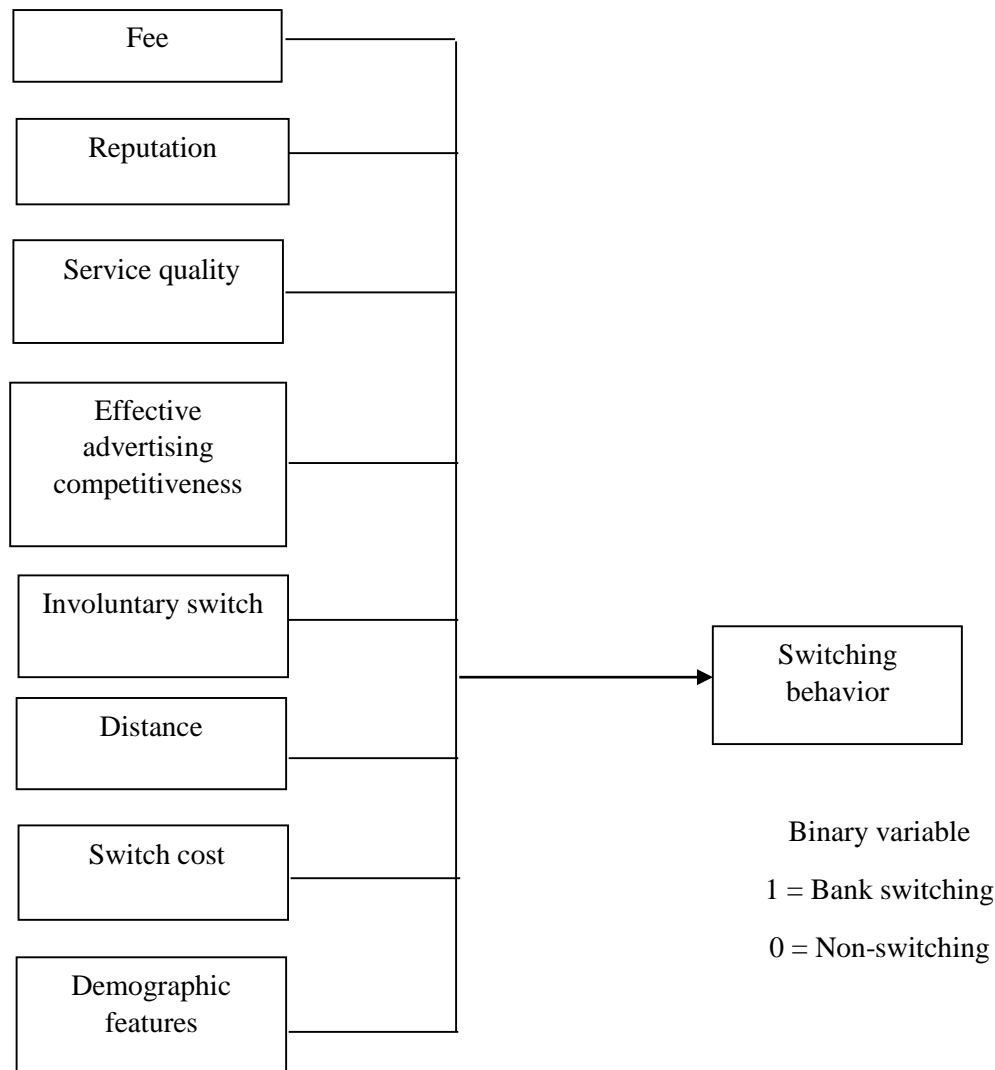 Fee
Reputation
Service quality
Effective
advertising
competitiveness
Involuntary switch
Distance
Switch cost
Demographic
features
Switching
behavior
Binary variable
1 = Bank switching
0 = Non-switching